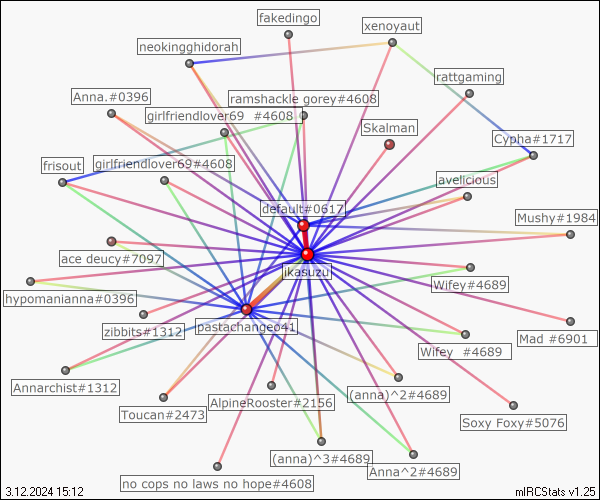 fakedingo
xenoyaut
neokingghidorah
rattgaming
Anna.#0396
ramshackle gorey#4608
girlfriendlover69 #4608
Skalman
Cypha#1717
frisout
girlfriendlover69#4608
avelicious
default#0617
Mushy#1984
ace deucy#7097
ikasuzu
Wifey#4689
hypomanianna#0396
zibbits#1312
pastachangeo41
Mad #6901
Wifey #4689
Annarchist#1312
Toucan#2473
AlpineRooster#2156
(anna)^2#4689
Soxy Foxy#5076
(anna)^3#4689
Anna^2#4689
no cops no laws no hope#4608
3.12.2024 15:12
mIRCStats v1.25